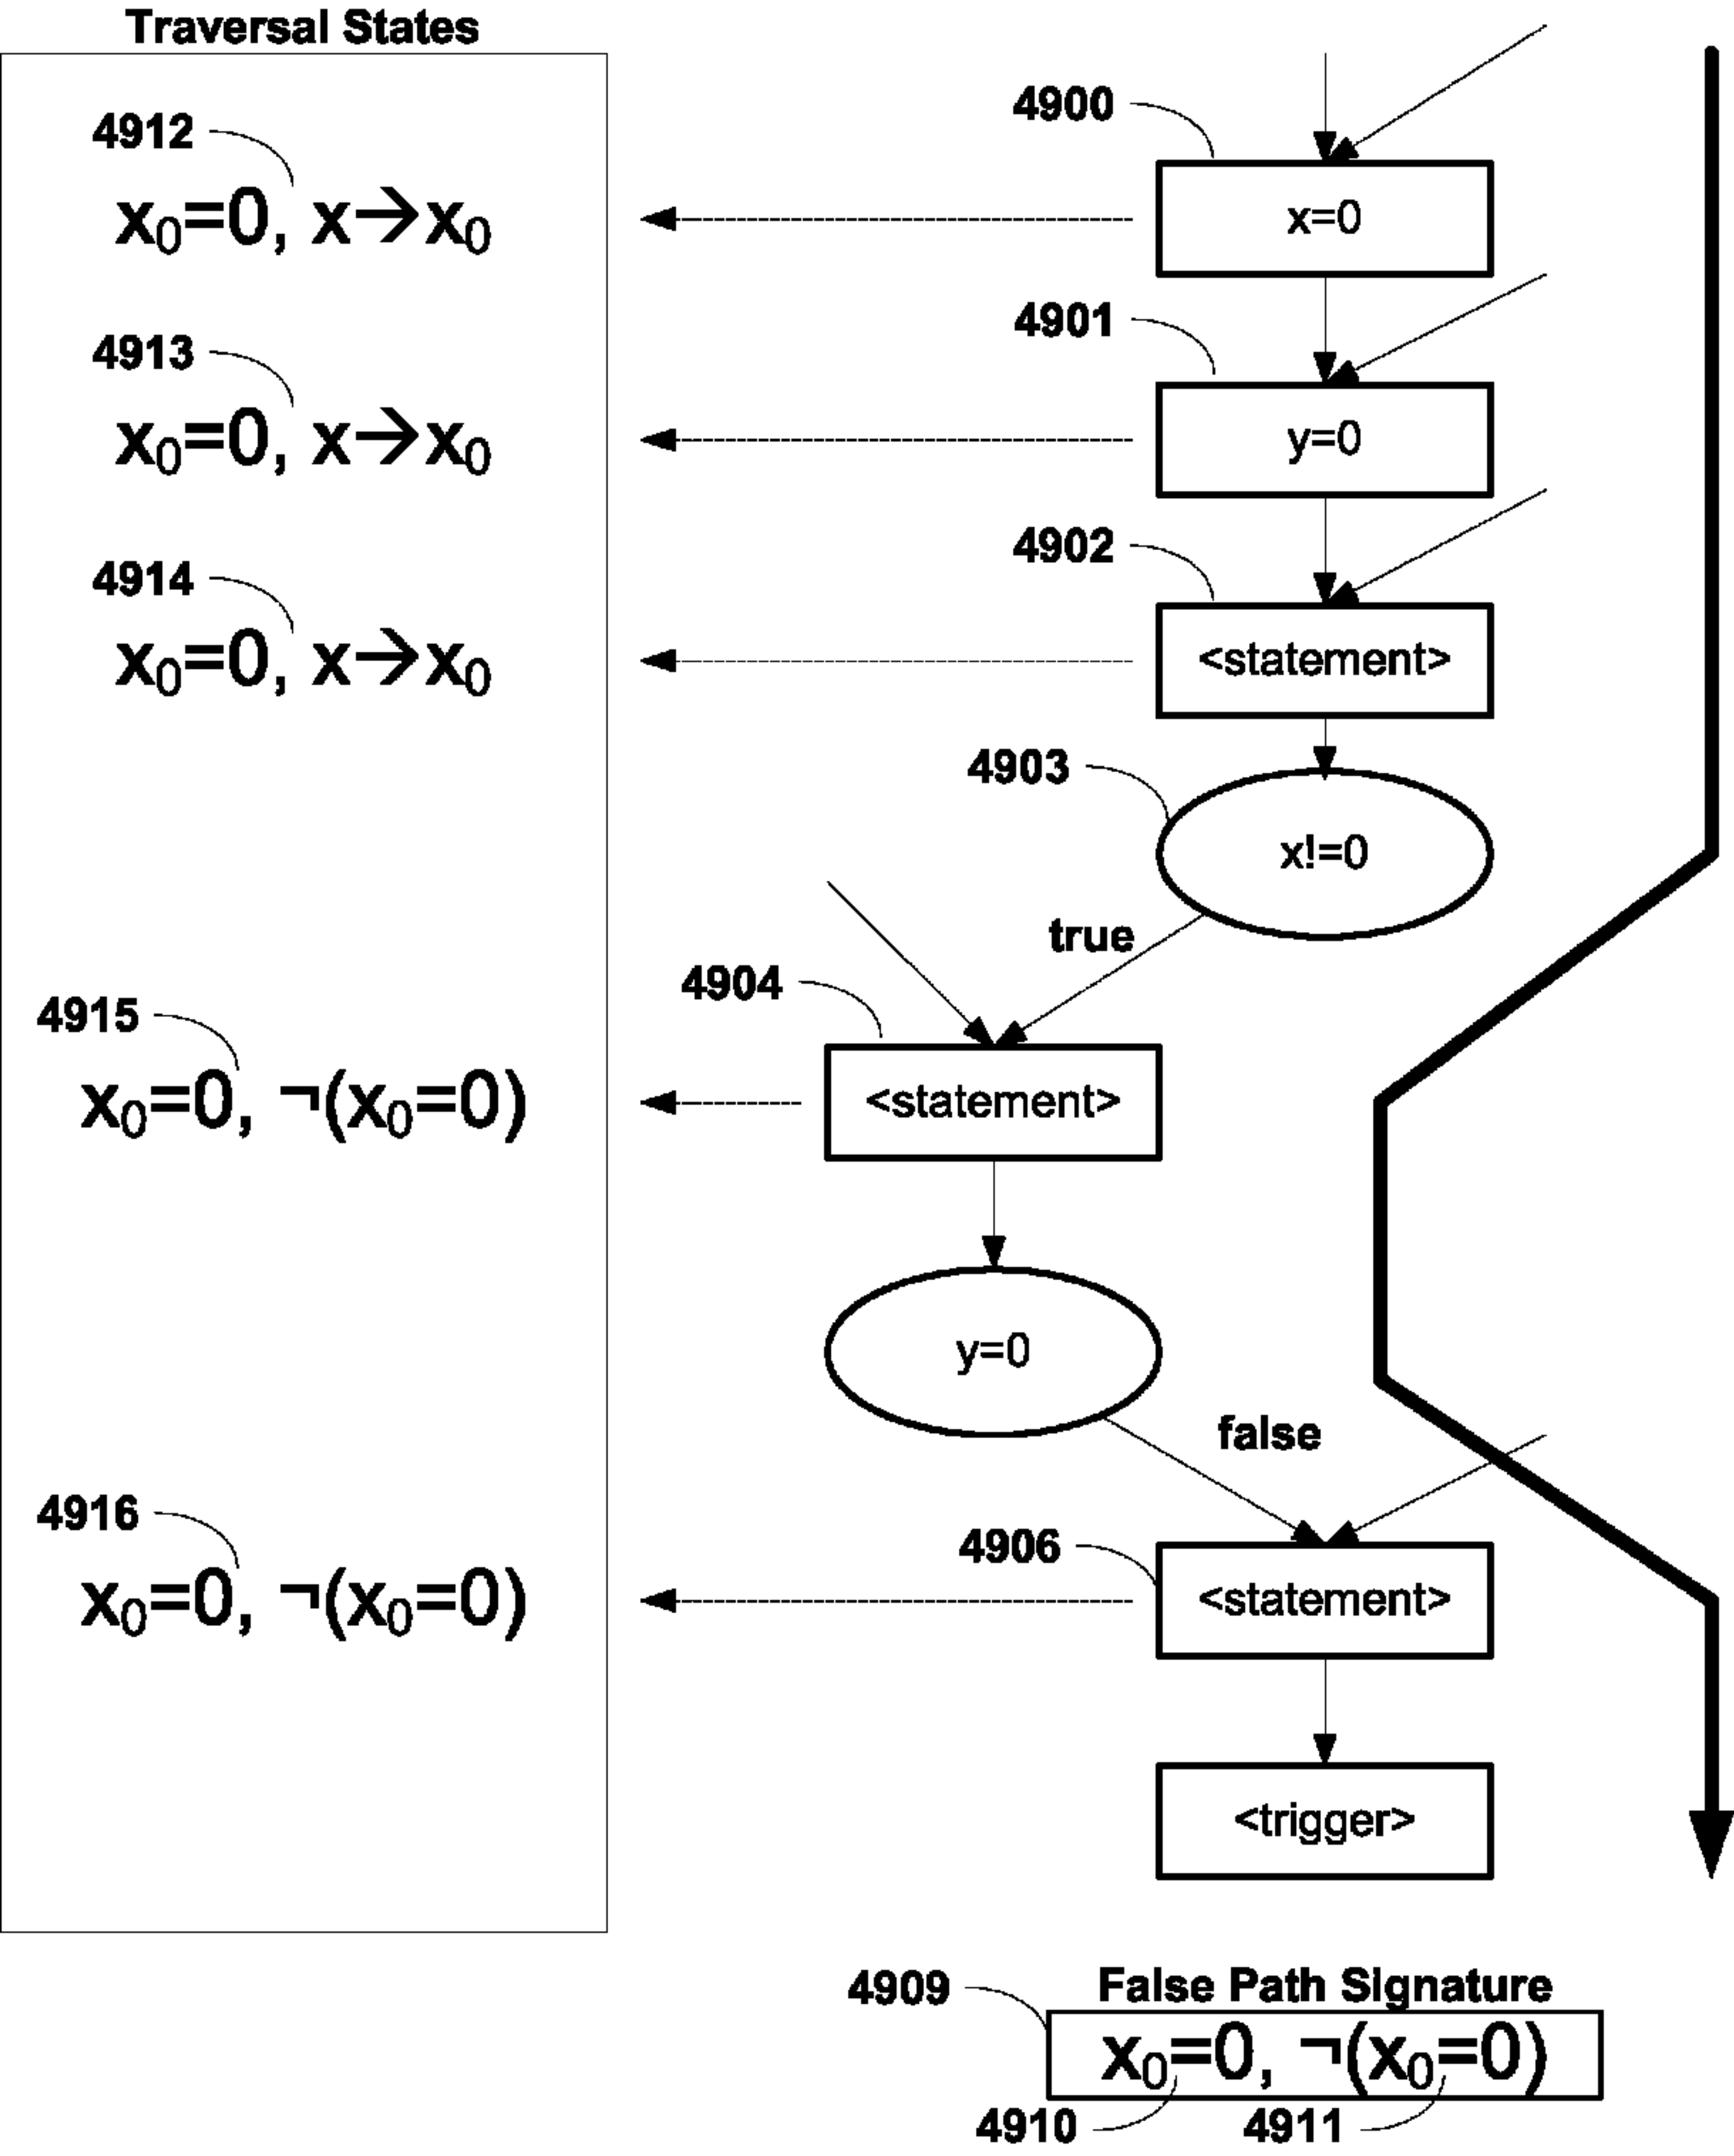 Traversal States
4900
4912
x₀=0, x→x₀
x=0
4901
4913
x₀=0, x→x₀
y=0
4902
4914
x₀=0, x→x₀
<statement>
4903
x!=0
true
4904
4915
x₀=0, ¬(x₀=0)
<statement>
y=0
false
4916
4906
x₀=0, ¬(x₀=0)
<statement>
<trigger>
4909
False Path Signature
x₀=0, ¬(x₀=0)
4910
4911